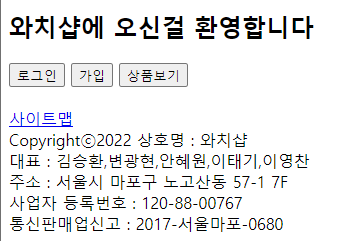 와치샵에 오신걸 환영합니다
로그인 가입 상품보기
사이트맵
Copyrightⓒ2022 상호명 : 와치샵
대표 : 김승환,변광현,안혜원,이태기,이영찬
주소 : 서울시 마포구 노고산동 57-1 7F
사업자 등록번호 : 120-88-00767
통신판매업신고 : 2017-서울마포-0680